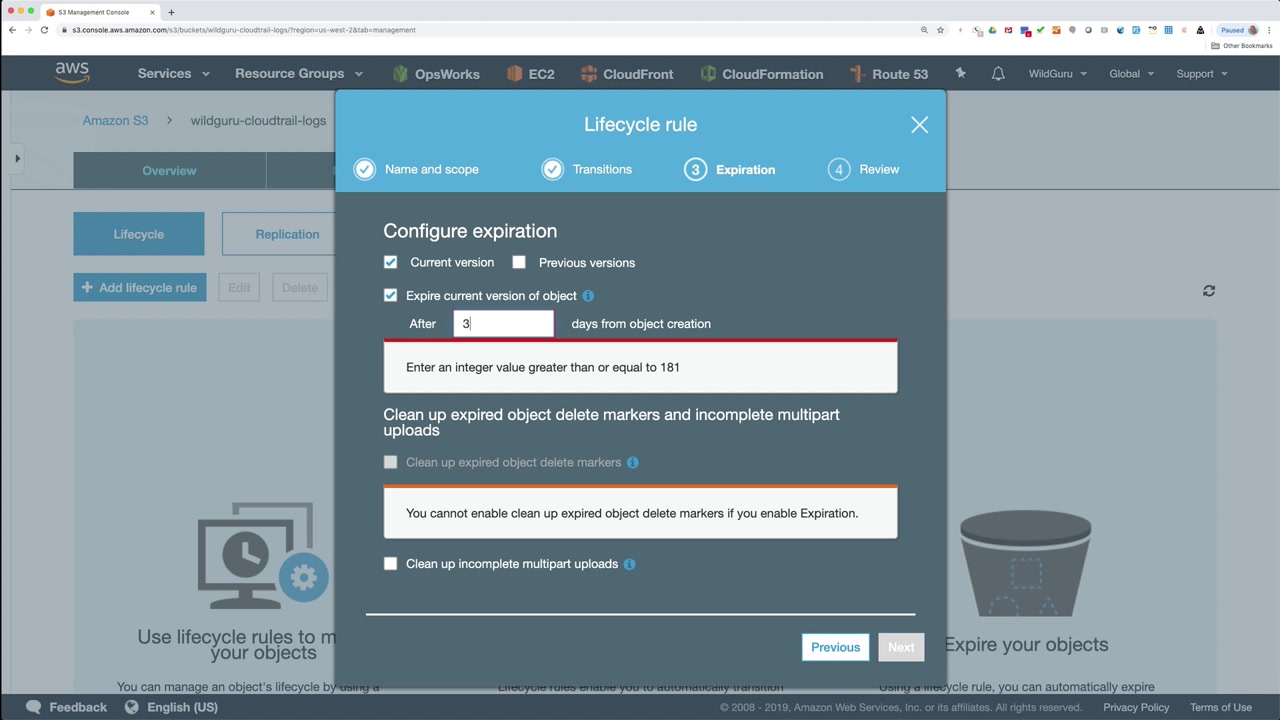 S3 Management Console
s3.console.aws.amazon.com/s3/buckets/wildguru-cloudtrail-logs/?region=us-west-2&tab=management
Paused
Other Bookmarks
aws
Services
Resource Groups
OpsWorks
EC2
CloudFront
CloudFormation
Route 53
WildGuru
Global
Support
Amazon S3 > wildguru-cloudtrail-logs
Overview
Lifecycle
Replication
+ Add lifecycle rule
Edit
Delete
Lifecycle rule
Name and scope
Transitions
3 Expiration
4 Review
Configure expiration
Current version
Previous versions
Expire current version of object
After 3 days from object creation
Enter an integer value greater than or equal to 181
Clean up expired object delete markers and incomplete multipart
uploads
Clean up expired object delete markers
You cannot enable clean up expired object delete markers if you enable Expiration.
Clean up incomplete multipart uploads
Previous
Next
Use lifecycle rules to m
your objects
You can manage an object's lifecycle by using a
Lifecycle rules enable you to automatically transition
Expire your objects
Using a lifecycle rule, you can automatically expire
Feedback
English (US)
© 2008 - 2019, Amazon Web Services, Inc. or its affiliates. All rights reserved.
Privacy Policy
Terms of Use